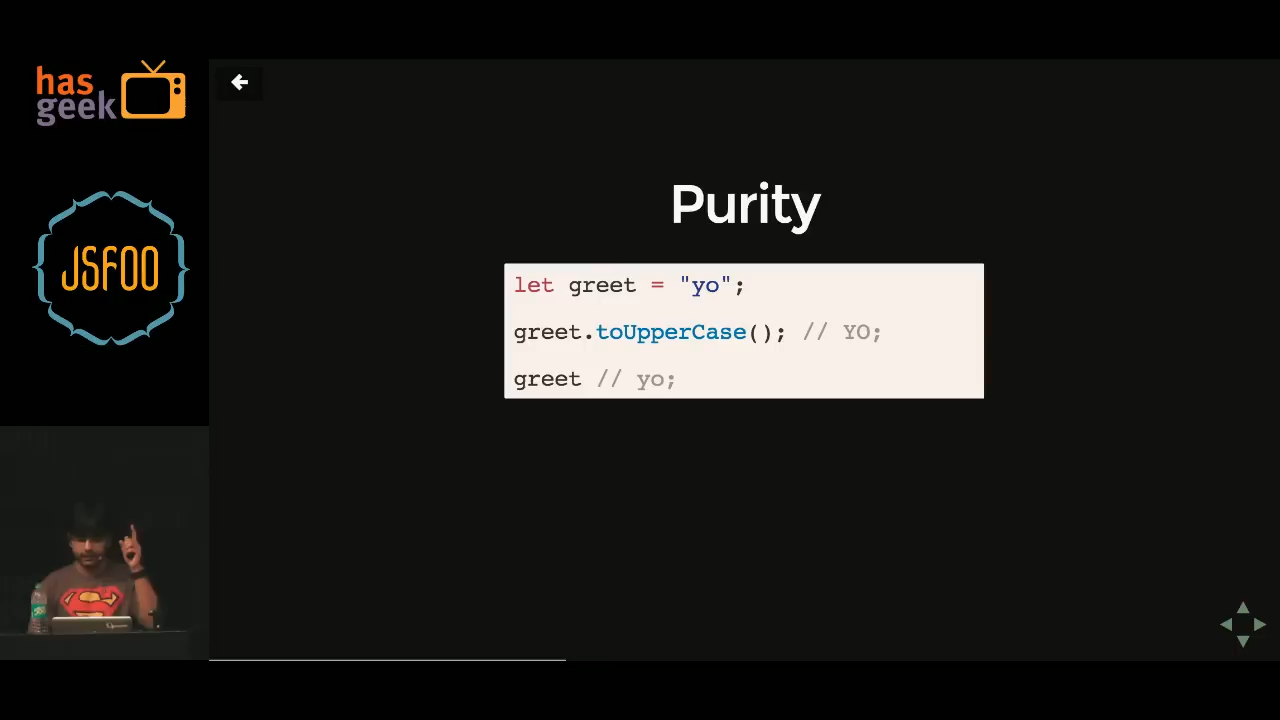 has
geek
JSFOO
Purity
let greet = "yo";
greet.toUpperCase(); // YO;
greet // yo;